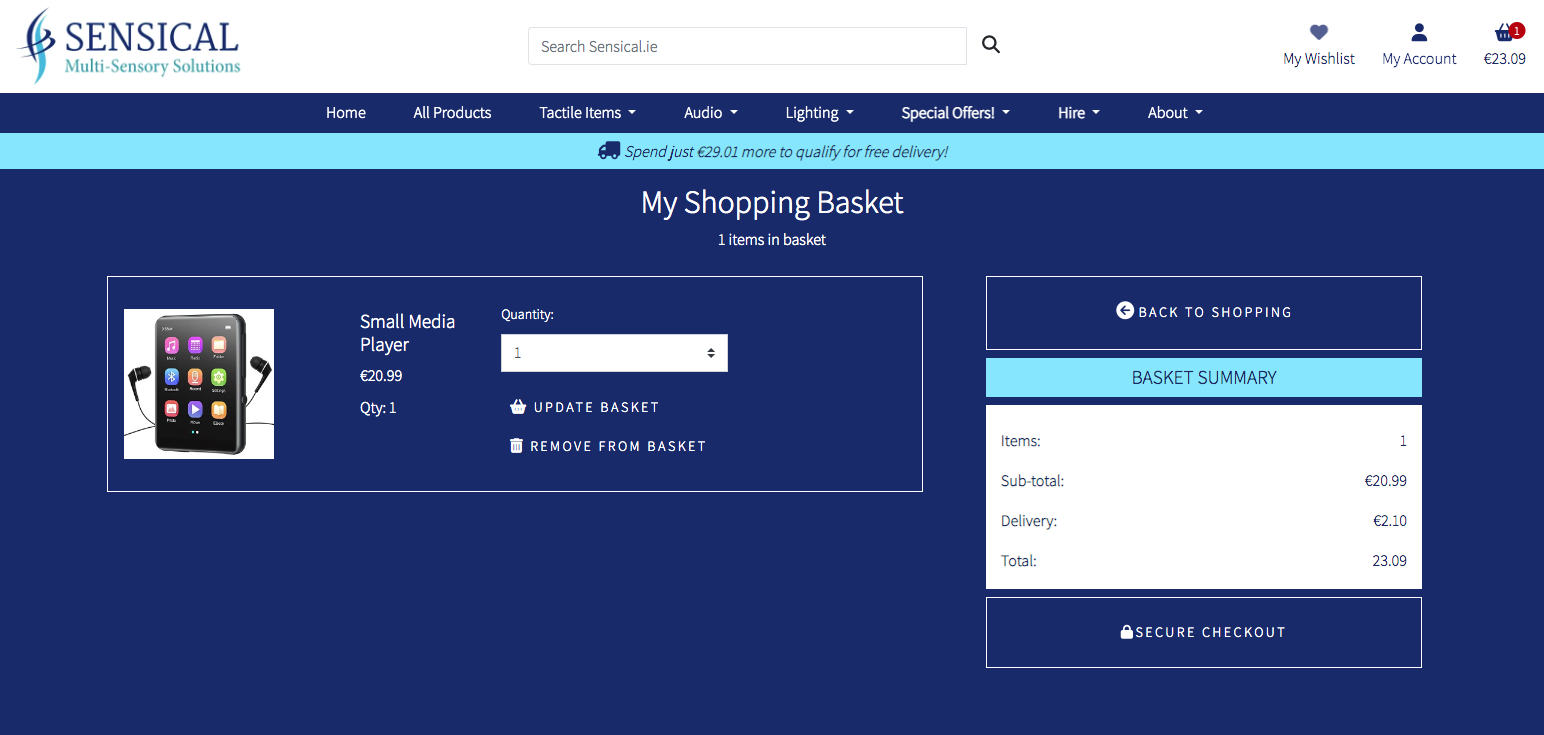 SENSICAL
Multi-Sensory Solutions
Search Sensical.ie
1
My Wishlist
My Account
€23.09
Home
All Products
Tactile Items
Audio
Lighting
Special Offers!
Hire
About
Spend just €29.01 more to qualify for free delivery!
My Shopping Basket
1 items in basket
Small Media
Player
€20.99
Qty: 1
Quantity:
1
UPDATE BASKET
REMOVE FROM BASKET
BACK TO SHOPPING
BASKET SUMMARY
Items: 1
Sub-total: €20.99
Delivery: €2.10
Total: 23.09
SECURE CHECKOUT